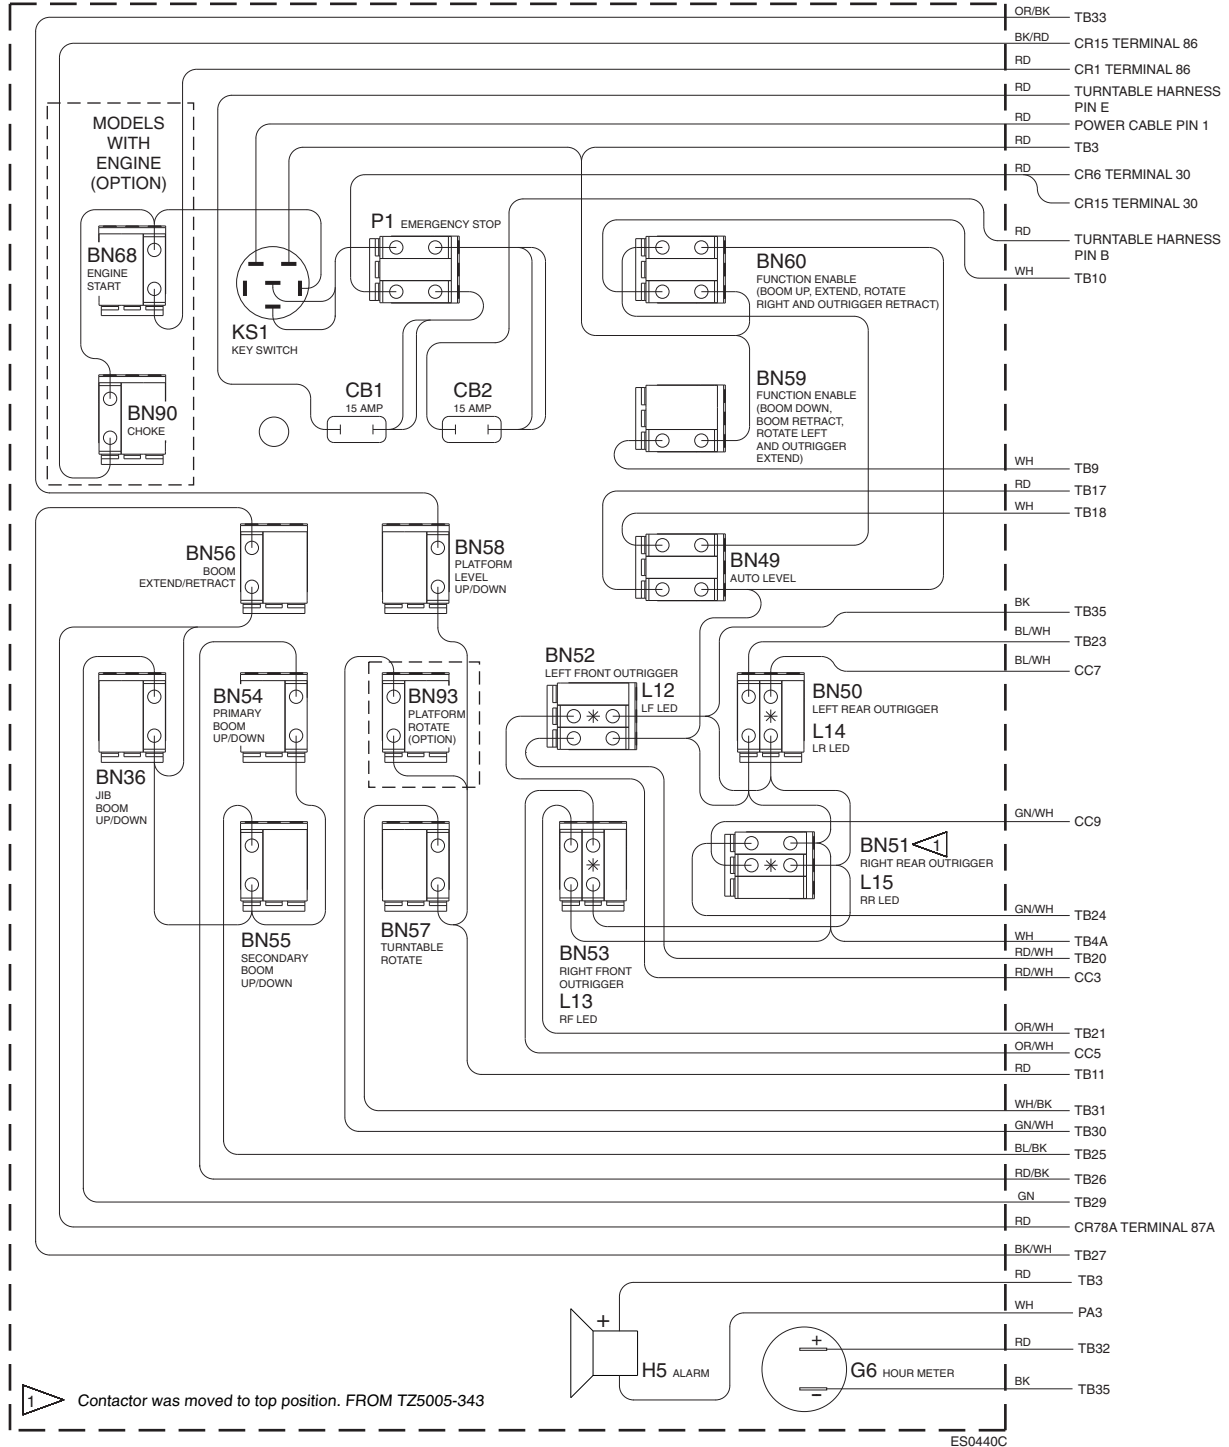 OR/BK TB33
BK/RD CR15 TERMINAL 86
RD CR1 TERMINAL 86
RD TURNTABLE HARNESS
PIN E
RD POWER CABLE PIN 1
RD TB3
RD CR6 TERMINAL 30
CR15 TERMINAL 30
RD TURNTABLE HARNESS
PIN B
WH TB10
MODELS
WITH
ENGINE
(OPTION)
BN68
ENGINE
START
BN90
CHOKE
KS1
KEY SWITCH
P1 EMERGENCY STOP
CB1
15 AMP
CB2
15 AMP
BN60
FUNCTION ENABLE
(BOOM UP, EXTEND, ROTATE
RIGHT AND OUTRIGGER RETRACT)
BN59
FUNCTION ENABLE
(BOOM DOWN,
BOOM RETRACT,
ROTATE LEFT
AND OUTRIGGER
EXTEND)
WH TB9
RD TB17
WH TB18
BN56
BOOM
EXTEND/RETRACT
BN58
PLATFORM
LEVEL
UP/DOWN
BN49
AUTO LEVEL
BK TB35
BL/WH TB23
BL/WH CC7
BN36
JIB
BOOM
UP/DOWN
BN54
PRIMARY
BOOM
UP/DOWN
BN93
PLATFORM
ROTATE
(OPTION)
BN52
LEFT FRONT OUTRIGGER
L12
LF LED
BN50
LEFT REAR OUTRIGGER
L14
LR LED
GN/WH CC9
BN51 1
RIGHT REAR OUTRIGGER
L15
RR LED
BN55
SECONDARY
BOOM
UP/DOWN
BN57
TURNTABLE
ROTATE
BN53
RIGHT FRONT
OUTRIGGER
L13
RF LED
GN/WH TB24
WH TB4A
RD/WH TB20
RD/WH CC3
OR/WH TB21
OR/WH CC5
RD TB11
WH/BK TB31
GN/WH TB30
BL/BK TB25
RD/BK TB26
GN TB29
RD CR78A TERMINAL 87A
BK/WH TB27
RD TB3
WH PA3
RD TB32
BK TB35
+
H5 ALARM
+
G6 HOUR METER
–
1 Contactor was moved to top position. FROM TZ5005-343
ES0440C